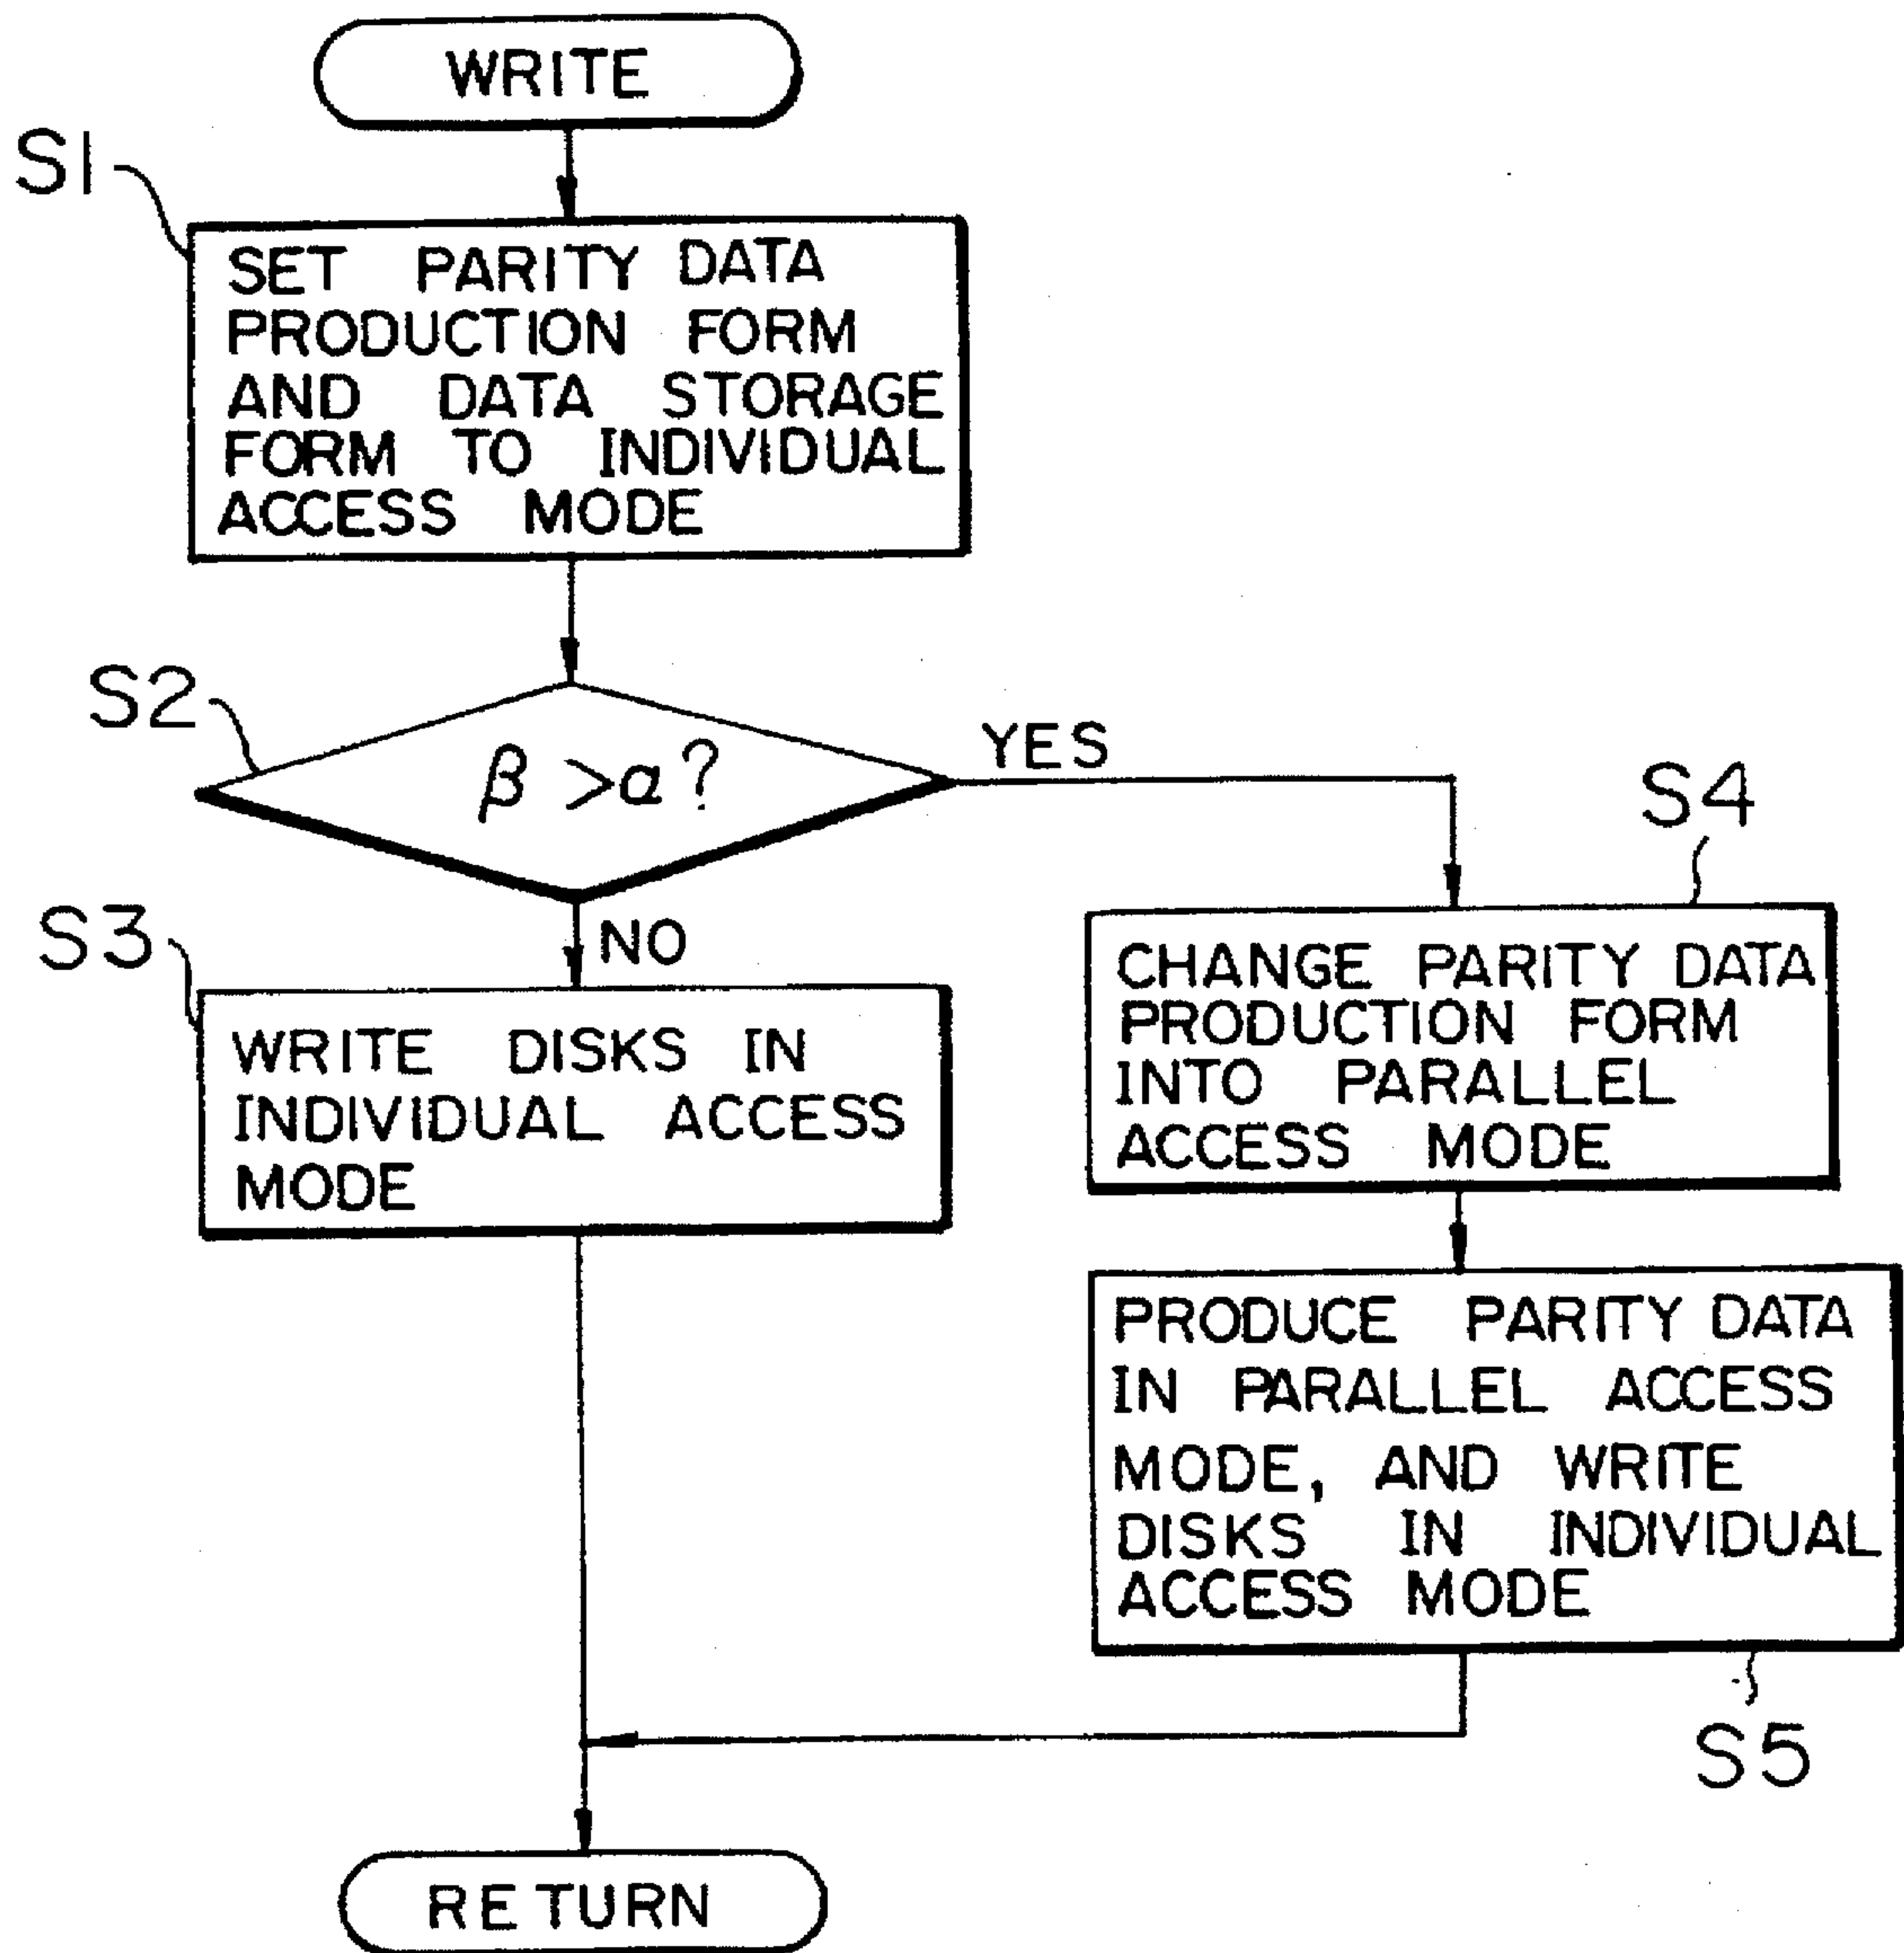 WRITE
S1
SET PARITY DATA
PRODUCTION FORM
AND DATA STORAGE
FORM TO INDIVIDUAL
ACCESS MODE
S2
β >α ?
YES
NO
S3
WRITE DISKS IN
INDIVIDUAL ACCESS
MODE
S4
CHANGE PARITY DATA
PRODUCTION FORM
INTO PARALLEL
ACCESS MODE
PRODUCE PARITY DATA
IN PARALLEL ACCESS
MODE, AND WRITE
DISKS IN INDIVIDUAL
ACCESS MODE
S5
RETURN